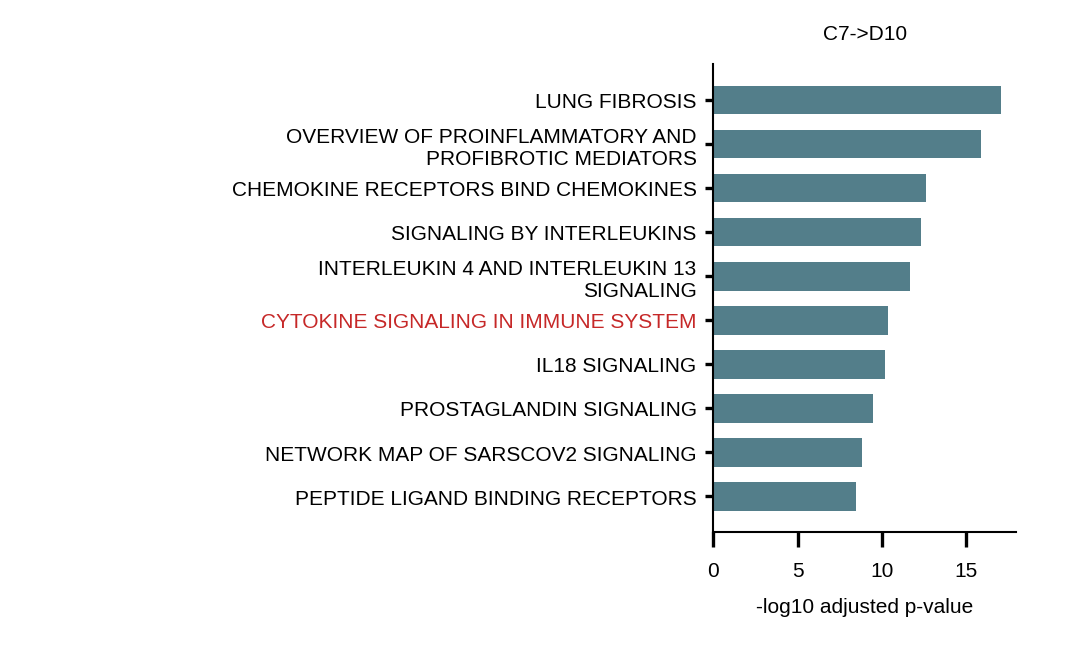 C7->D10
LUNG FIBROSIS
OVERVIEW OF PROINFLAMMATORY AND
PROFIBROTIC MEDIATORS
CHEMOKINE RECEPTORS BIND CHEMOKINES
SIGNALING BY INTERLEUKINS
INTERLEUKIN 4 AND INTERLEUKIN 13
SIGNALING
CYTOKINE SIGNALING IN IMMUNE SYSTEM
IL18 SIGNALING
PROSTAGLANDIN SIGNALING
NETWORK MAP OF SARSCOV2 SIGNALING
PEPTIDE LIGAND BINDING RECEPTORS
0 5 10 15
-log10 adjusted p-value